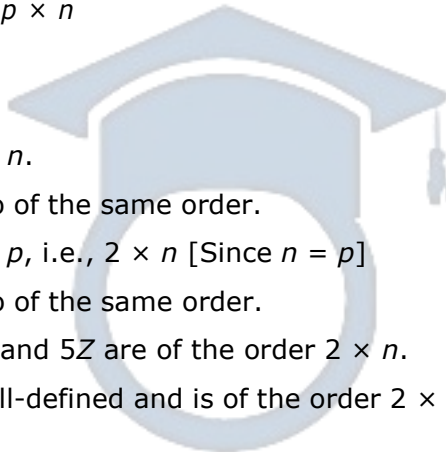 p × n
n.
o of the same order.
p, i.e., 2 × n [Since n = p]
o of the same order.
and 5Z are of the order 2 × n.
ll-defined and is of the order 2 ×